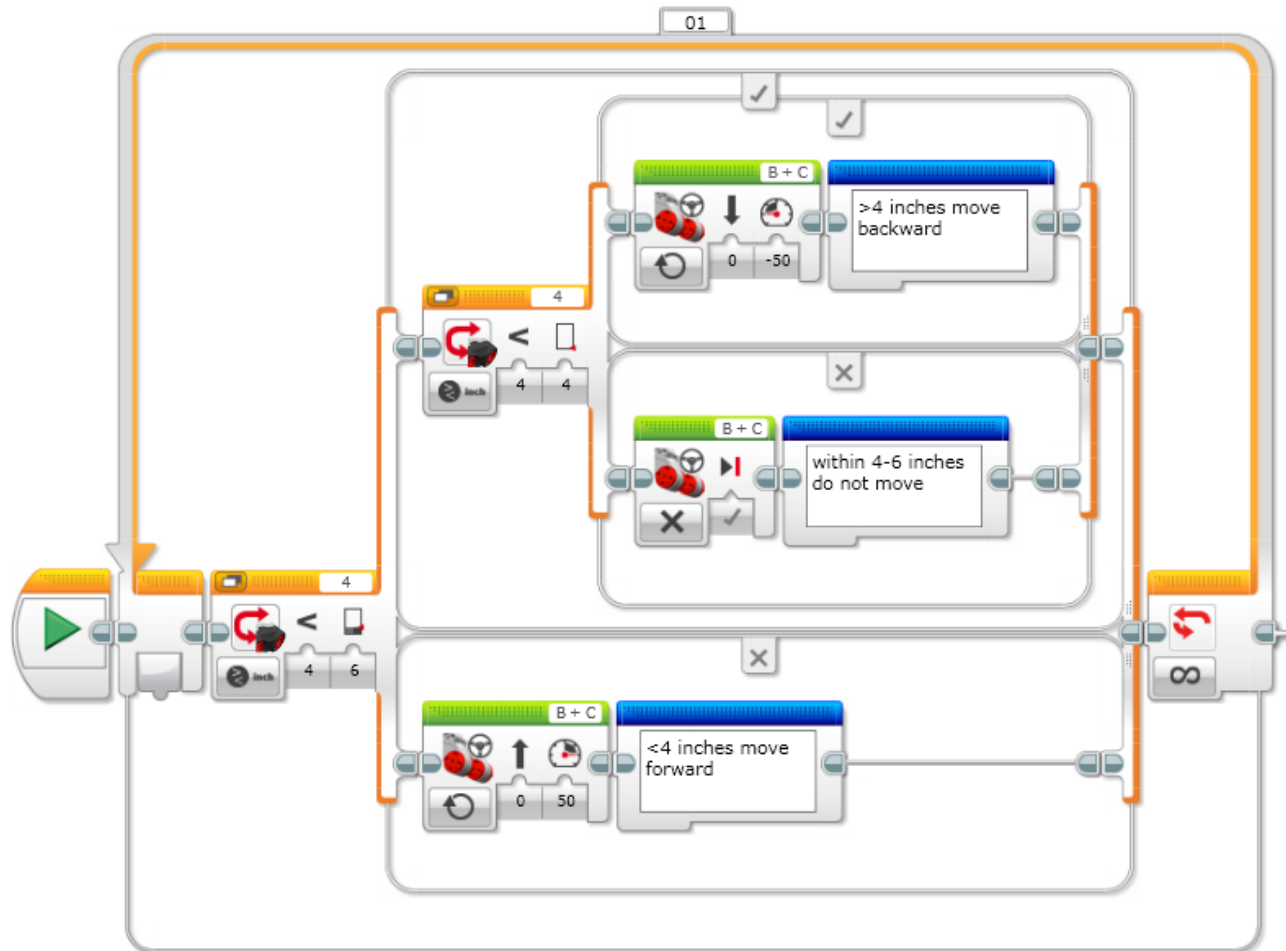 01
B + C
>4 inches move
backward
0 -50
4
<
inch 4 4
B + C
within 4-6 inches
do not move
4
<
inch 4 6
B + C
<4 inches move
forward
0 50